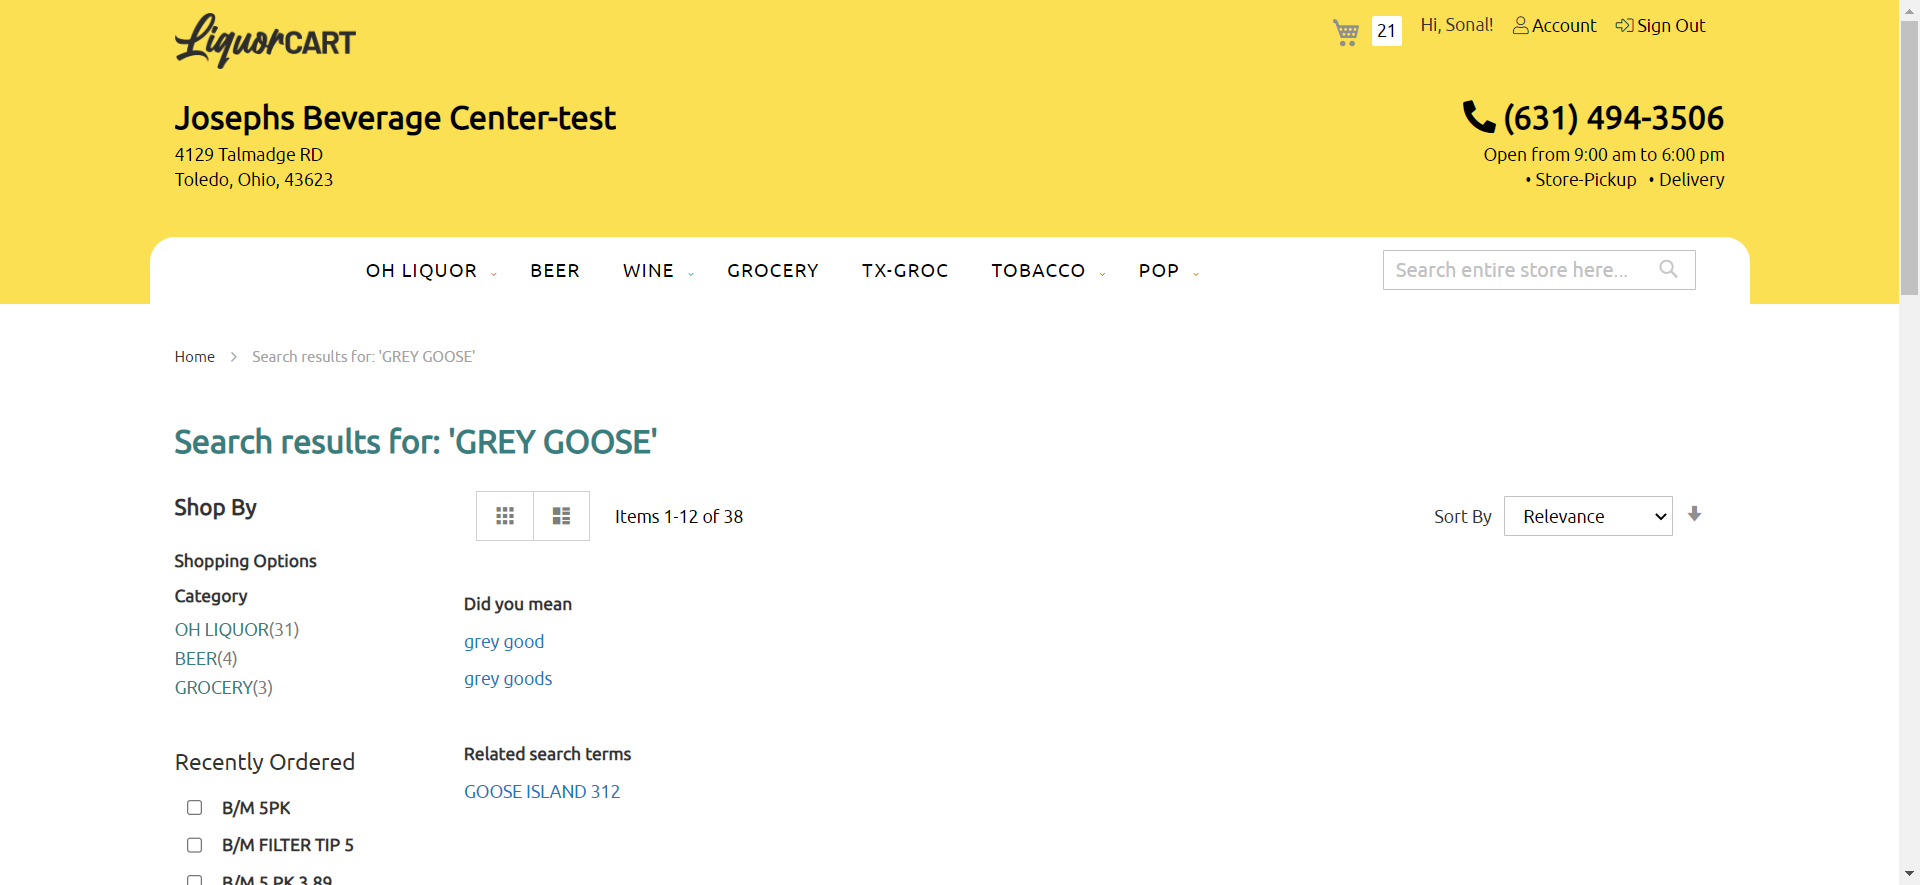 LiquorCART
21
Hi, Sonal!
Account
Sign Out
Josephs Beverage Center-test
4129 Talmadge RD
Toledo, Ohio, 43623
(631) 494-3506
Open from 9:00 am to 6:00 pm
• Store-Pickup • Delivery
OH LIQUOR
BEER
WINE
GROCERY
TX-GROC
TOBACCO
POP
Search entire store here...
Home
Search results for: 'GREY GOOSE'
Search results for: 'GREY GOOSE'
Shop By
Items 1-12 of 38
Sort By
Relevance
Shopping Options
Category
OH LIQUOR(31)
BEER(4)
GROCERY(3)
Did you mean
grey good
grey goods
Related search terms
GOOSE ISLAND 312
Recently Ordered
B/M 5PK
B/M FILTER TIP 5
B/M 5 PK 3.89